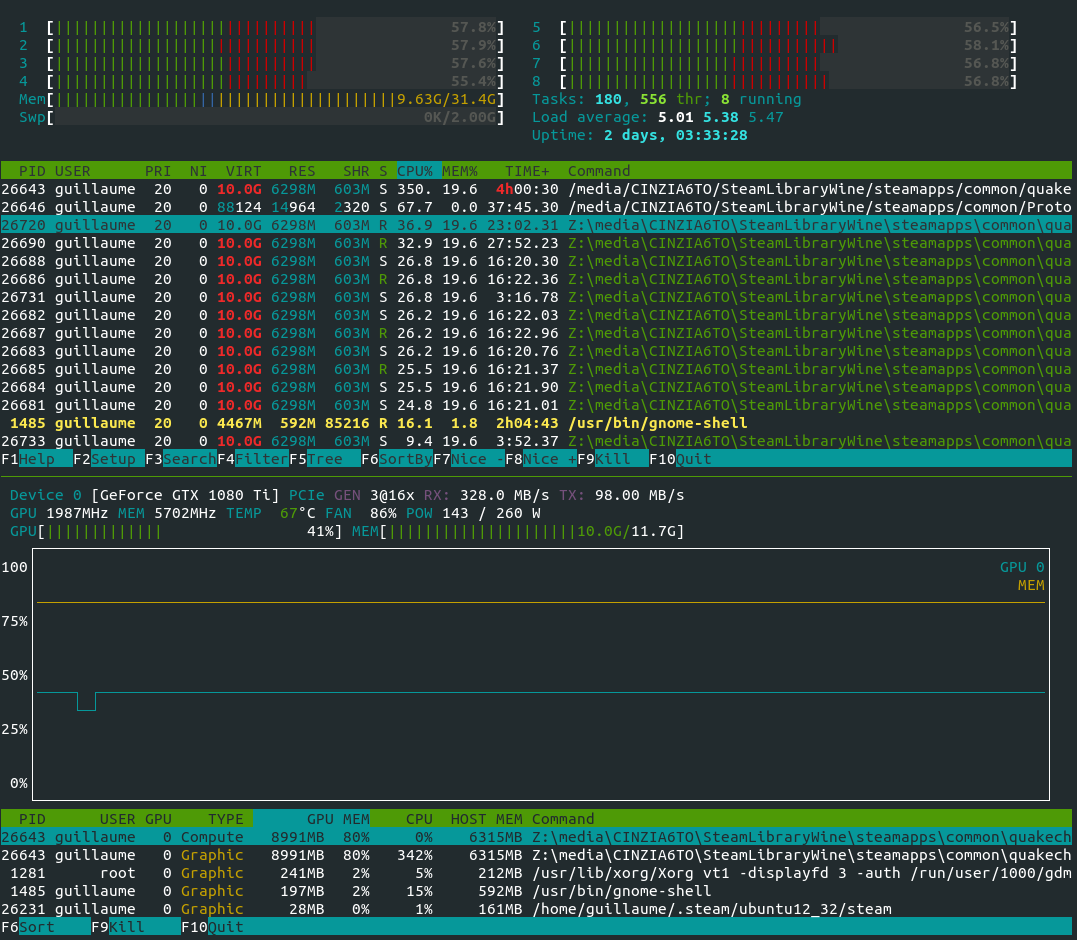 1 [||||||||||||||||||||||||||||| 57.8%] 5 [|||||||||||||||||||||||||||| 56.5%]
2 [||||||||||||||||||||||||||||| 57.9%] 6 [|||||||||||||||||||||||||||||| 58.1%]
3 [||||||||||||||||||||||||||||| 57.6%] 7 [|||||||||||||||||||||||||||| 56.8%]
4 [|||||||||||||||||||||||||||| 55.4%] 8 [||||||||||||||||||||||||||||| 56.8%]
Mem[||||||||||||||||||||||||||||||||||||||9.63G/31.4G] Tasks: 180, 556 thr; 8 running
Swp[ 0K/2.00G] Load average: 5.01 5.38 5.47
Uptime: 2 days, 03:33:28
PID USER PRI NI VIRT RES SHR S CPU% MEM% TIME+ Command
26643 guillaume 20 0 10.0G 6298M 603M S 350. 19.6 4h00:30 /media/CINZIA6TO/SteamLibraryWine/steamapps/common/quake
26646 guillaume 20 0 88124 14964 2320 S 67.7 0.0 37:45.30 /media/CINZIA6TO/SteamLibraryWine/steamapps/common/Proto
26720 guillaume 20 0 10.0G 6298M 603M R 36.9 19.6 23:02.31 Z:\media\CINZIA6TO\SteamLibraryWine\steamapps\common\qua
26690 guillaume 20 0 10.0G 6298M 603M R 32.9 19.6 27:52.23 Z:\media\CINZIA6TO\SteamLibraryWine\steamapps\common\qua
26688 guillaume 20 0 10.0G 6298M 603M S 26.8 19.6 16:20.30 Z:\media\CINZIA6TO\SteamLibraryWine\steamapps\common\qua
26686 guillaume 20 0 10.0G 6298M 603M R 26.8 19.6 16:22.36 Z:\media\CINZIA6TO\SteamLibraryWine\steamapps\common\qua
26731 guillaume 20 0 10.0G 6298M 603M S 26.8 19.6 3:16.78 Z:\media\CINZIA6TO\SteamLibraryWine\steamapps\common\qua
26682 guillaume 20 0 10.0G 6298M 603M S 26.2 19.6 16:22.03 Z:\media\CINZIA6TO\SteamLibraryWine\steamapps\common\qua
26687 guillaume 20 0 10.0G 6298M 603M R 26.2 19.6 16:22.96 Z:\media\CINZIA6TO\SteamLibraryWine\steamapps\common\qua
26683 guillaume 20 0 10.0G 6298M 603M S 26.2 19.6 16:20.76 Z:\media\CINZIA6TO\SteamLibraryWine\steamapps\common\qua
26685 guillaume 20 0 10.0G 6298M 603M R 25.5 19.6 16:21.37 Z:\media\CINZIA6TO\SteamLibraryWine\steamapps\common\qua
26684 guillaume 20 0 10.0G 6298M 603M S 25.5 19.6 16:21.90 Z:\media\CINZIA6TO\SteamLibraryWine\steamapps\common\qua
26681 guillaume 20 0 10.0G 6298M 603M S 24.8 19.6 16:21.01 Z:\media\CINZIA6TO\SteamLibraryWine\steamapps\common\qua
1485 guillaume 20 0 4467M 592M 85216 R 16.1 1.8 2h04:43 /usr/bin/gnome-shell
26733 guillaume 20 0 10.0G 6298M 603M S 9.4 19.6 3:52.37 Z:\media\CINZIA6TO\SteamLibraryWine\steamapps\common\qua
F1Help F2Setup F3SearchF4FilterF5Tree F6SortByF7Nice -F8Nice +F9Kill F10Quit
Device 0 [GeForce GTX 1080 Ti] PCIe GEN 3@16x RX: 328.0 MB/s TX: 98.00 MB/s
GPU 1987MHz MEM 5702MHz TEMP 67°C FAN 86% POW 143 / 260 W
GPU[||||||||||||| 41%] MEM[|||||||||||||||||||||10.0G/11.7G]
100 GPU 0
MEM
75%
50%
25%
0%
PID USER GPU TYPE GPU MEM CPU HOST MEM Command
26643 guillaume 0 Compute 8991MB 80% 0% 6315MB Z:\media\CINZIA6TO\SteamLibraryWine\steamapps\common\quakech
26643 guillaume 0 Graphic 8991MB 80% 342% 6315MB Z:\media\CINZIA6TO\SteamLibraryWine\steamapps\common\quakech
1281 root 0 Graphic 241MB 2% 5% 212MB /usr/lib/xorg/Xorg vt1 -displayfd 3 -auth /run/user/1000/gdm
1485 guillaume 0 Graphic 197MB 2% 15% 592MB /usr/bin/gnome-shell
26231 guillaume 0 Graphic 28MB 0% 1% 161MB /home/guillaume/.steam/ubuntu12_32/steam
F6Sort F9Kill F10Quit